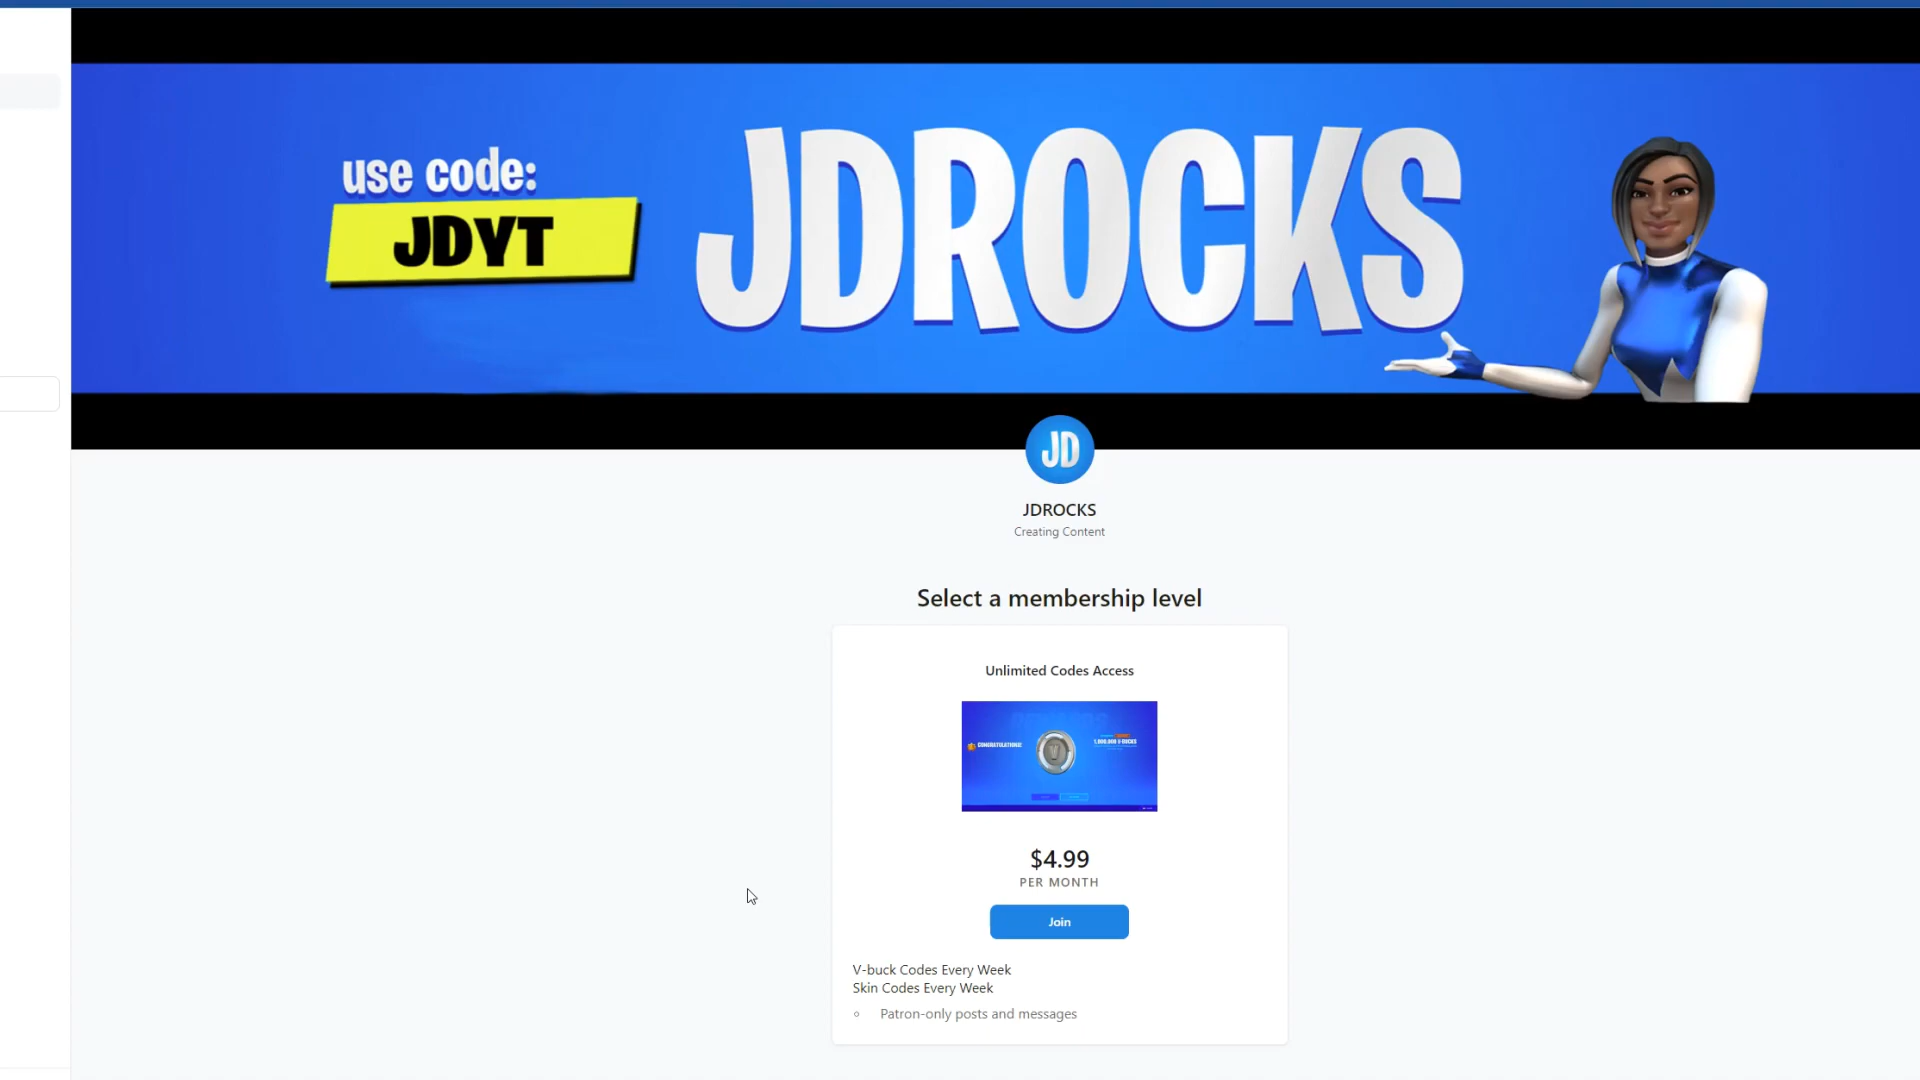 use code:
JDYT
JDROCKS
JD
JDROCKS
Creating Content
Select a membership level
Unlimited Codes Access
CONGRATULATIONS!
V
$4.99
PER MONTH
Join
V-buck Codes Every Week
Skin Codes Every Week
Patron-only posts and messages